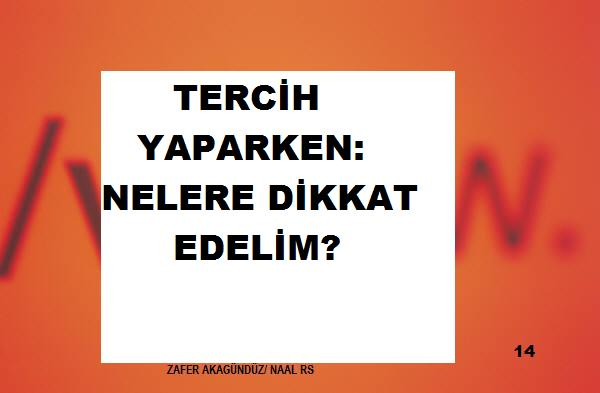 TERCİH
YAPARKEN:
NELERE DİKKAT
EDELİM?
14
ZAFER AKAGÜNDÜZ/ NAAL RS